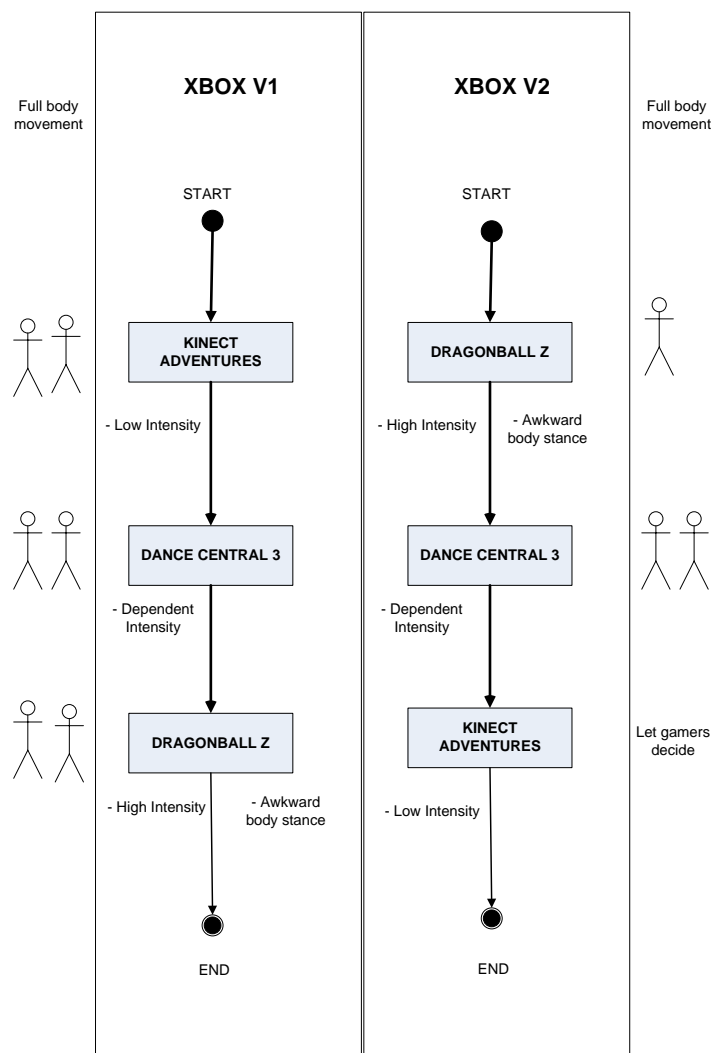 XBOX V1
XBOX V2
Full body
movement
Full body
movement
START
START
KINECT
ADVENTURES
DRAGONBALL Z
- Low Intensity
- High Intensity
- Awkward
body stance
DANCE CENTRAL 3
DANCE CENTRAL 3
- Dependent
Intensity
- Dependent
Intensity
DRAGONBALL Z
KINECT
ADVENTURES
Let gamers
decide
- High Intensity
- Awkward
body stance
- Low Intensity
END
END